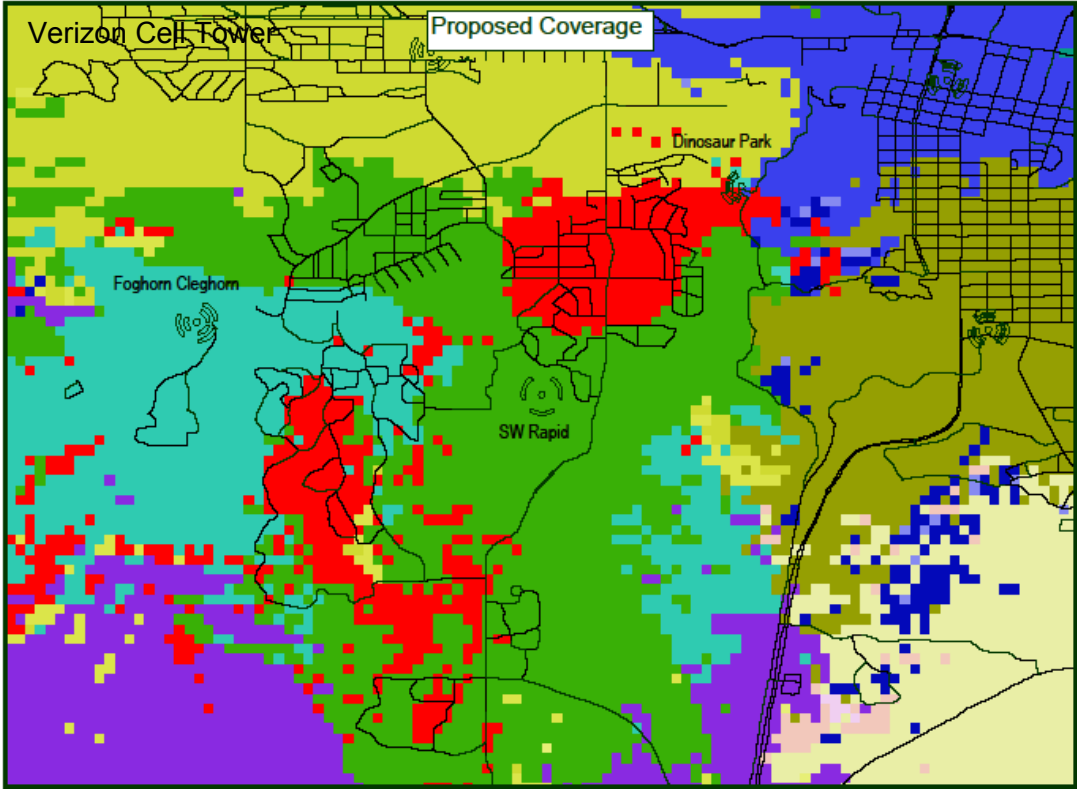 Verizon Cell Tower
Proposed Coverage
Dinosaur Park
Foghorn Cleghorn
SW Rapid